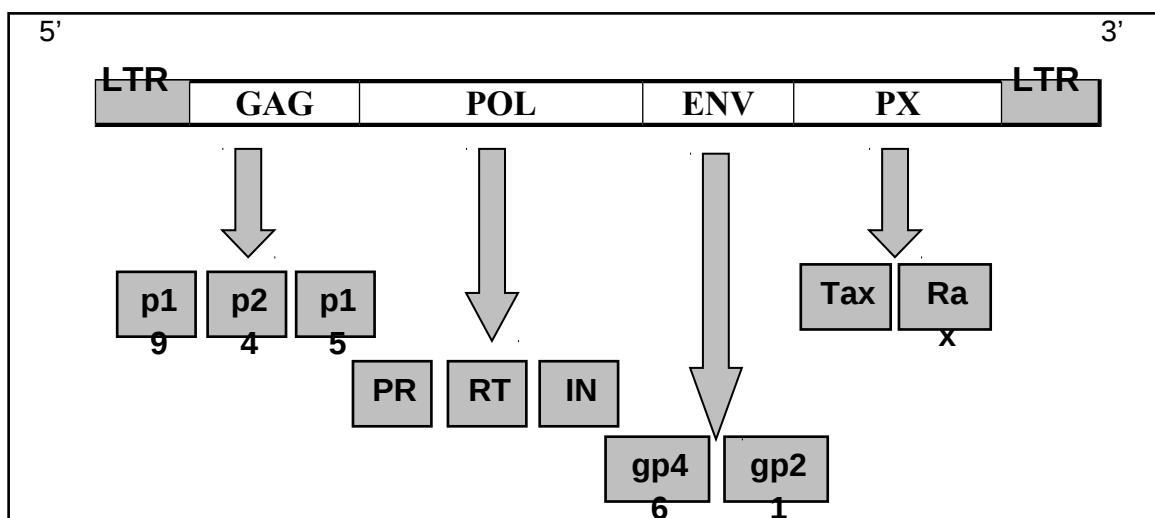 5’ 3’
LTR GAG POL ENV PX LTR
p1 p2 p1 Tax Ra
9 4 5 x
PR RT IN
gp4 gp2
6 1